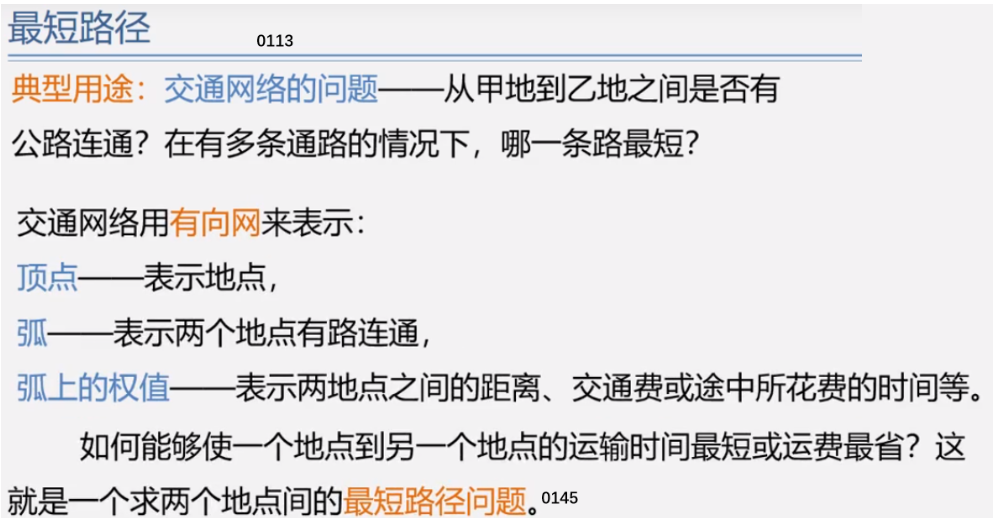 最短路径
0113
典型用途：交通网络的问题——从甲地到乙地之间是否有
公路连通？在有多条通路的情况下，哪一条路最短？
交通网络用有向网来表示：
顶点——表示地点，
弧——表示两个地点有路连通，
弧上的权值——表示两地点之间的距离、交通费或途中所花费的时间等。
如何能够使一个地点到另一个地点的运输时间最短或运费最省？这
就是一个求两个地点间的最短路径问题。0145